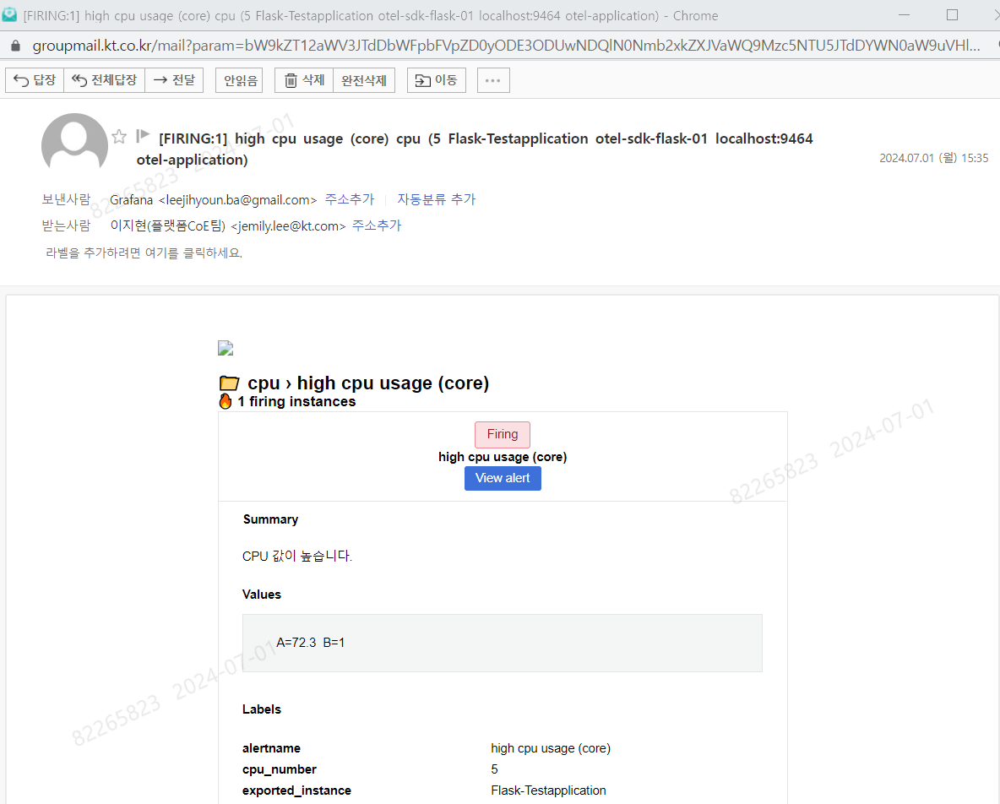 [FIRING:1] high cpu usage (core) cpu (5 Flask-Testapplication otel-sdk-flask-01 localhost:9464 otel-application) - Chrome
groupmail.kt.co.kr/mail?param=bW9kZT12aWV3JTdDbWFpbFVpZD0yODE3ODUwNDQlN0Nmb2xkZXJVaWQ9Mzc5NTU5JTdDYWN0aW9uVHl...
답장 전체답장 전달 안읽음 삭제 완전삭제 이동 ...
[FIRING:1] high cpu usage (core) cpu (5 Flask-Testapplication otel-sdk-flask-01 localhost:9464
otel-application)
2024.07.01 (월) 15:35
보낸사람 Grafana <leejihyoun.ba@gmail.com> 주소추가 자동분류 추가
받는사람 이지현(플랫폼CoE팀) <jemily.lee@kt.com> 주소추가
라벨을 추가하려면 여기를 클릭하세요.
82265823 2024-07-01
cpu › high cpu usage (core)
1 firing instances
Firing
high cpu usage (core)
View alert
82265823 2024-07-01
Summary
CPU 값이 높습니다.
Values
A=72.3 B=1
82265823 2024-07-01
Labels
alertname high cpu usage (core)
cpu_number 5
exported_instance Flask-Testapplication